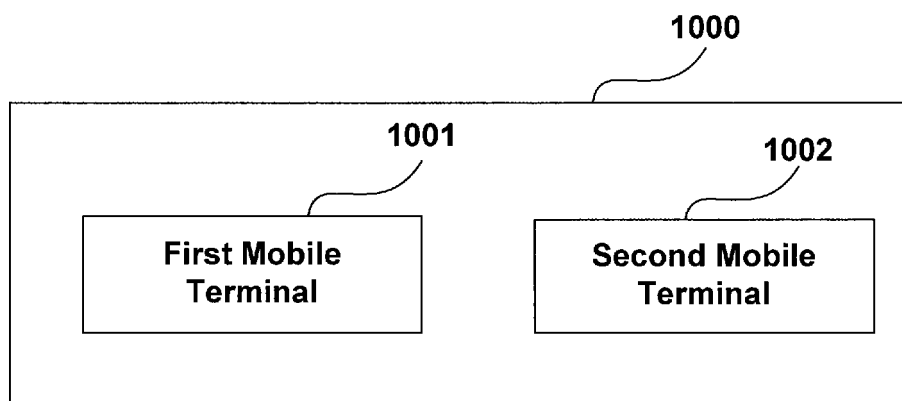 1000
1001
1002
First Mobile
Terminal
Second Mobile
Terminal